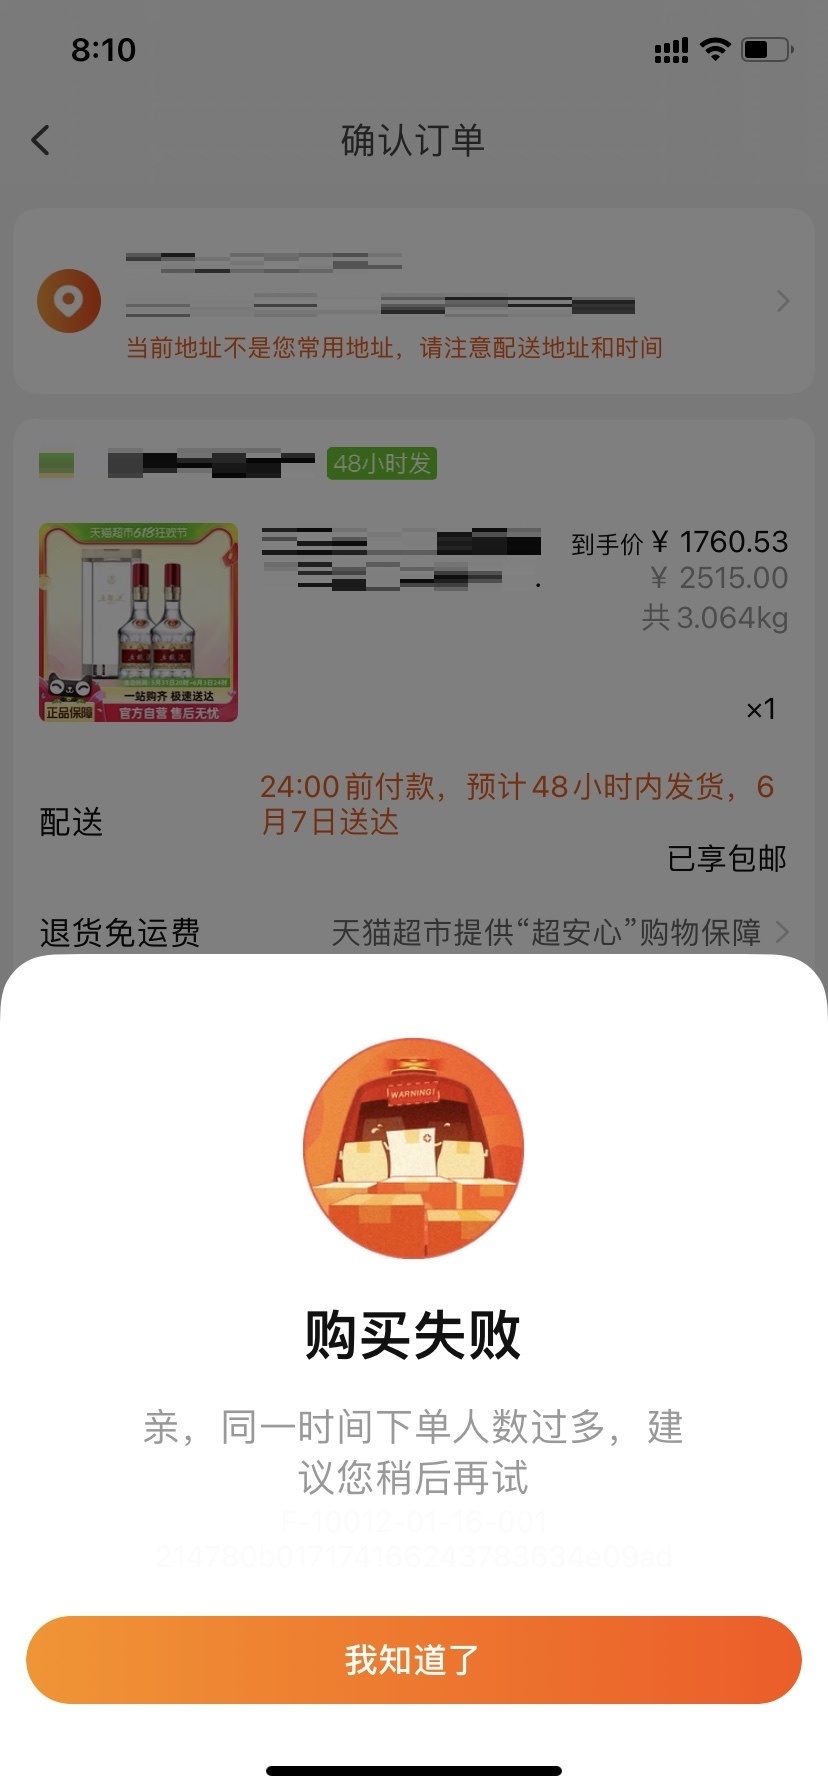 8:10
确认订单
当前地址不是您常用地址，请注意配送地址和时间
48小时发
天猫超市618狂欢节
到手价 ¥ 1760.53
¥ 2515.00
共 3.064kg
一站购齐 极速送达
正品保障
官方自营 售后无忧
×1
24:00前付款，预计48小时内发货，6
月7日送达
配送
已享包邮
退货免运费
天猫超市提供“超安心”购物保障
WARNING!
购买失败
亲，同一时间下单人数过多，建
议您稍后再试
F-10012-01-16-001
214780b017174166243783634e09ad
我知道了